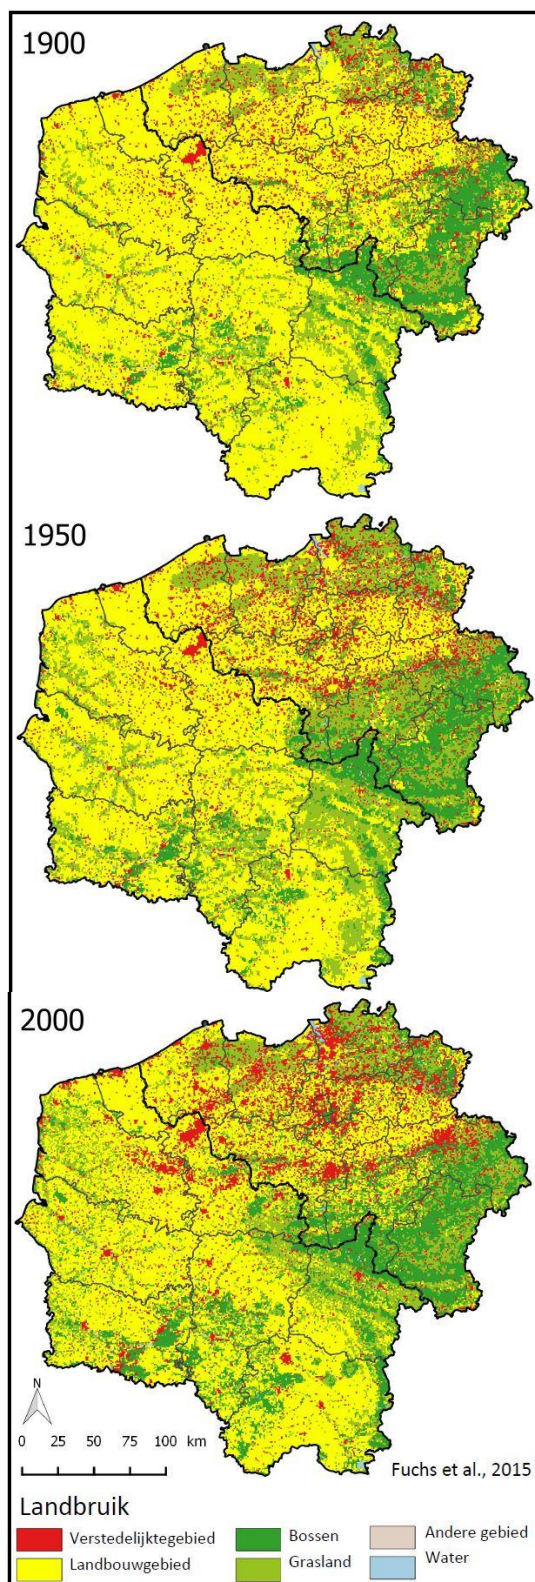 1900
1950
2000
N
0 25 50 75 100 km
Fuchs et al., 2015
Landbruik
Verstedelijktegebied
Bossen
Andere gebied
Landbouwgebied
Grasland
Water